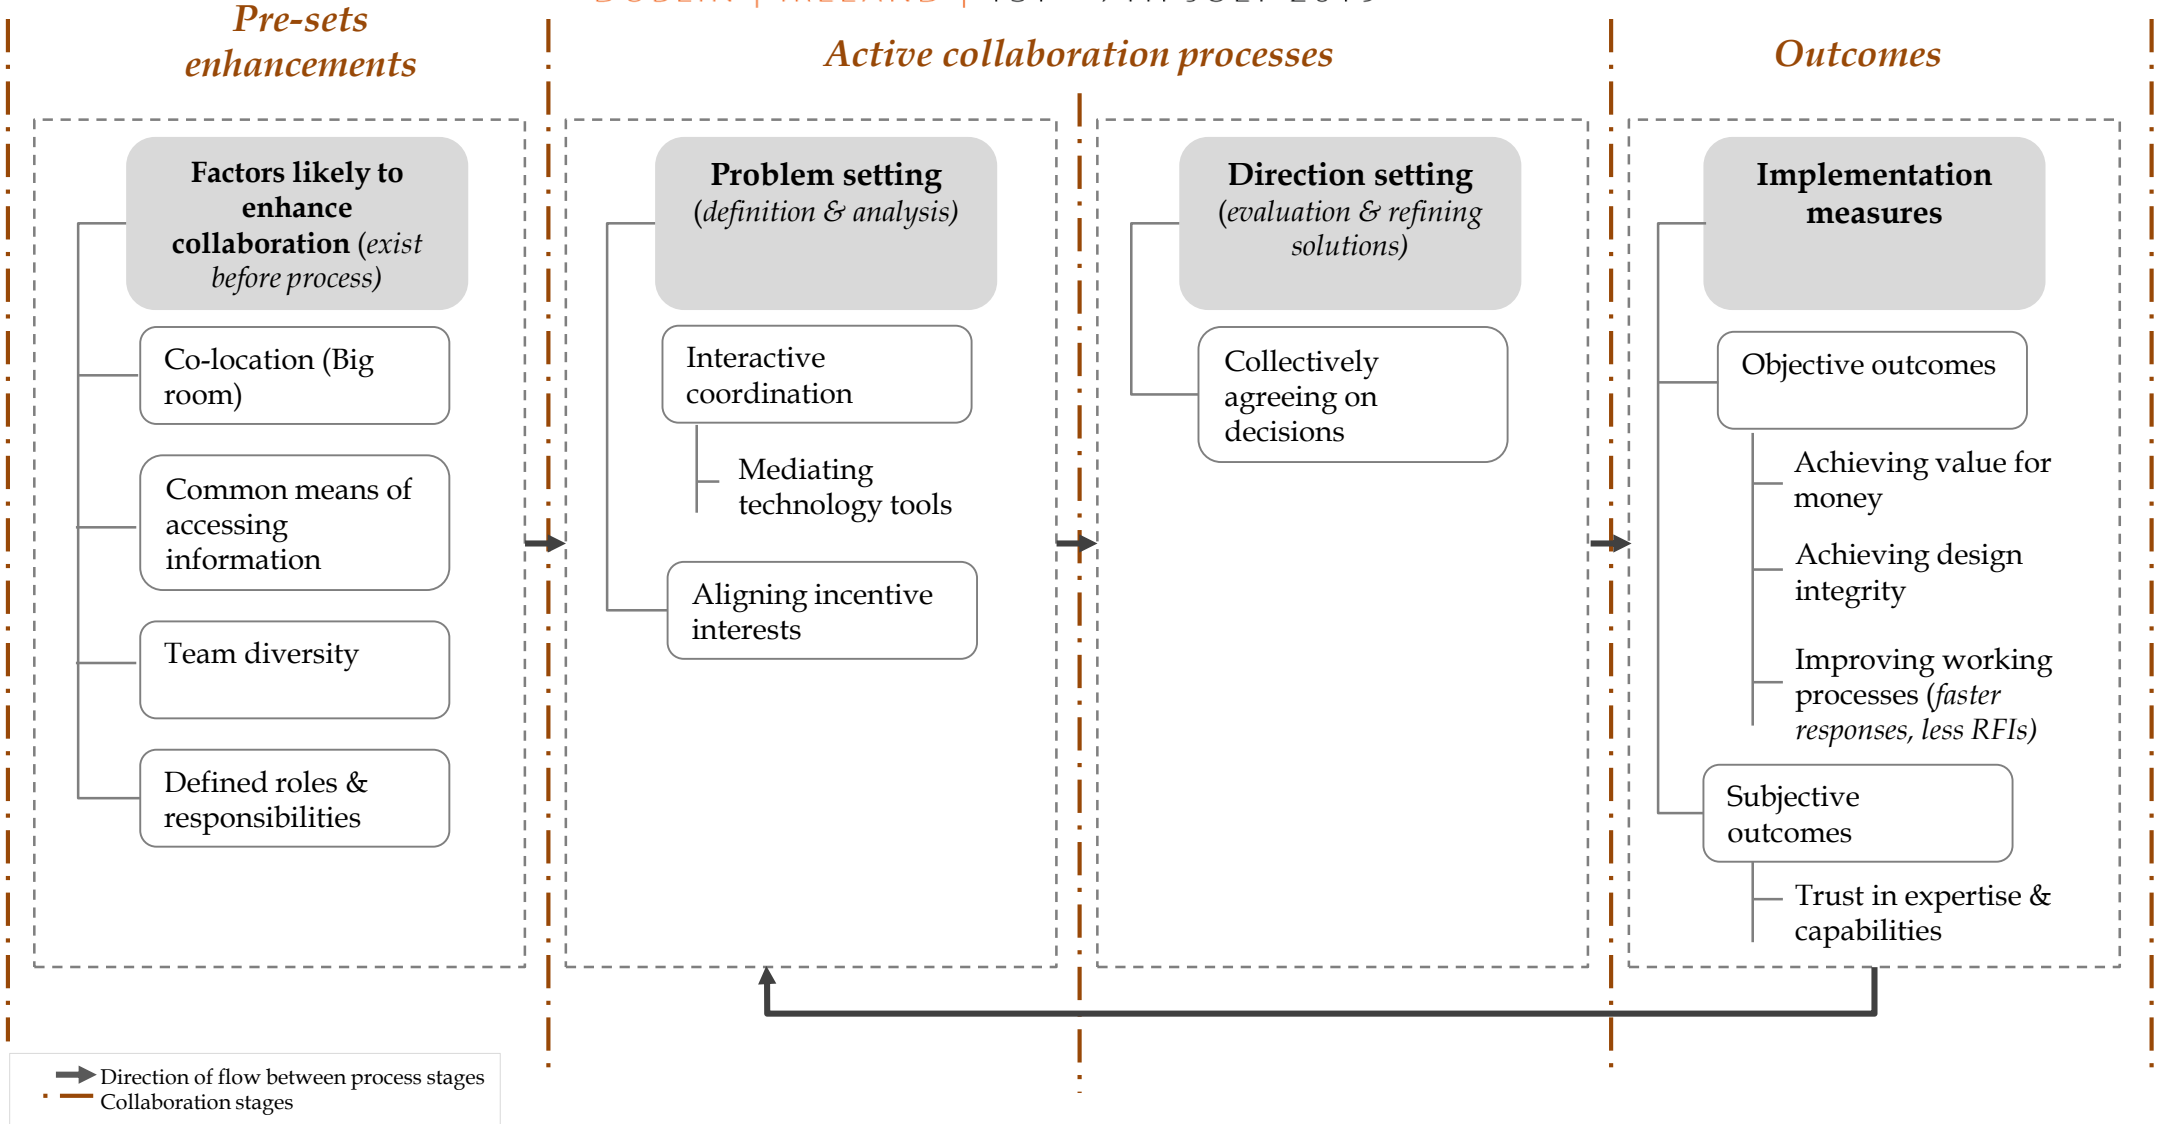 Pre-sets
enhancements
Active collaboration processes
Outcomes
Factors likely to
enhance
collaboration (exist
before process)
Co-location (Big
room)
Common means of
accessing
information
Team diversity
Defined roles &
responsibilities
Problem setting
(definition & analysis)
Interactive
coordination
Mediating
technology tools
Aligning incentive
interests
Direction setting
(evaluation & refining
solutions)
Collectively
agreeing on
decisions
Implementation
measures
Objective outcomes
Achieving value for
money
Achieving design
integrity
Improving working
processes (faster
responses, less RFIs)
Subjective
outcomes
Trust in expertise &
capabilities
Direction of flow between process stages
Collaboration stages